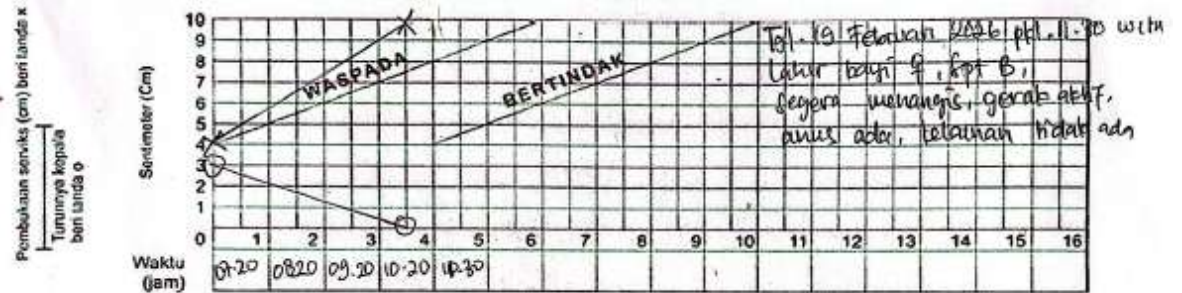 Pembukaan serviks (cm) beri tanda x
Turunnya kepala
beri tanda o
Sentimeter (Cm)
10
9
8
7
6
5
4
3
2
1
0
WASPADA
BERTINDAK
Tgl. 19 Februari 2026 pkl. 11.30 wita
Lahir bayi ♀, spt B,
segera menangis, gerak aktif,
anus ada, kelainan tidak ada
1 2 3 4 5 6 7 8 9 10 11 12 13 14 15 16
Waktu
(jam)
07.20 08.20 09.20 10.20 10.30